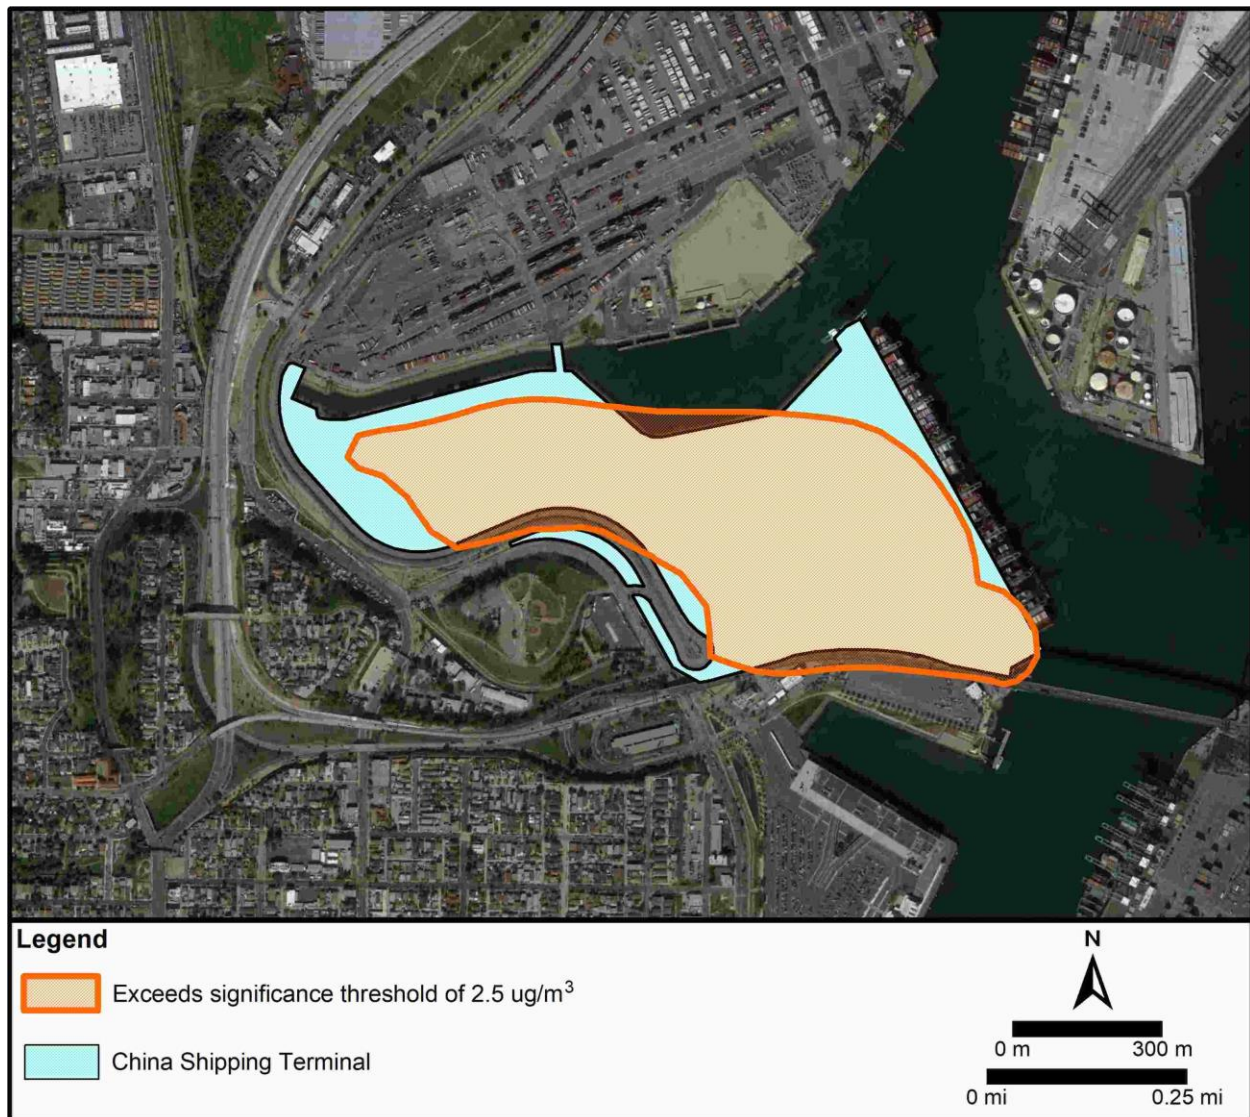 Legend
Exceeds significance threshold of 2.5 ug/m³
China Shipping Terminal
N
0 m 300 m
0 mi 0.25 mi